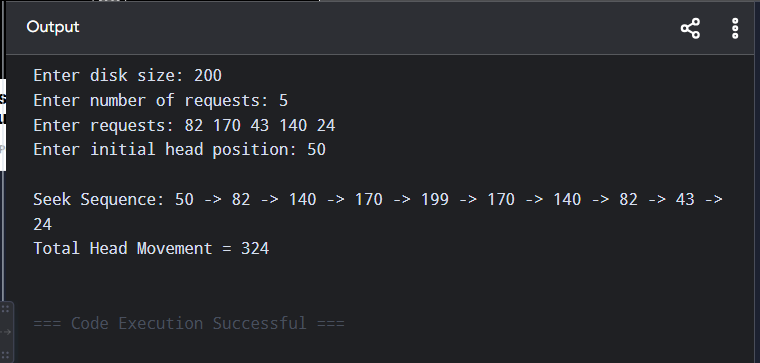 Output
Enter disk size: 200
Enter number of requests: 5
Enter requests: 82 170 43 140 24
Enter initial head position: 50
Seek Sequence: 50 -> 82 -> 140 -> 170 -> 199 -> 170 -> 140 -> 82 -> 43 ->
24
Total Head Movement = 324
=== Code Execution Successful ===